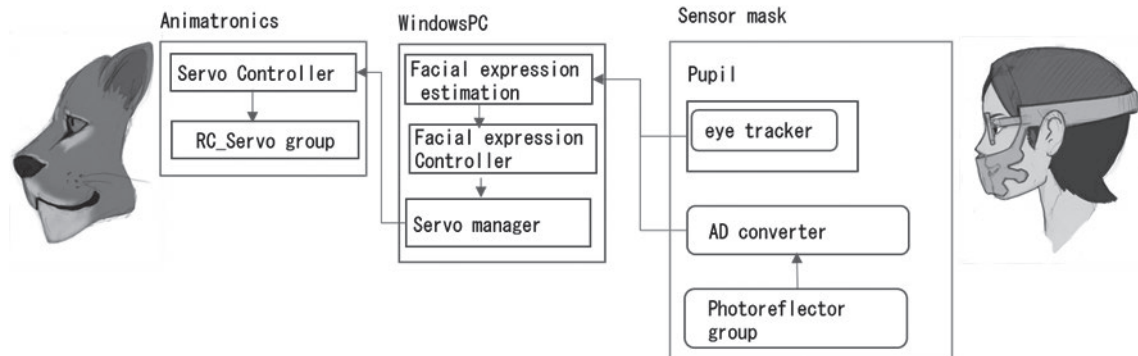 Animatronics
Servo Controller
RC_Servo group
WindowsPC
Facial expression
estimation
Facial expression
Controller
Servo manager
Sensor mask
Pupil
eye tracker
AD converter
Photoreflector
group